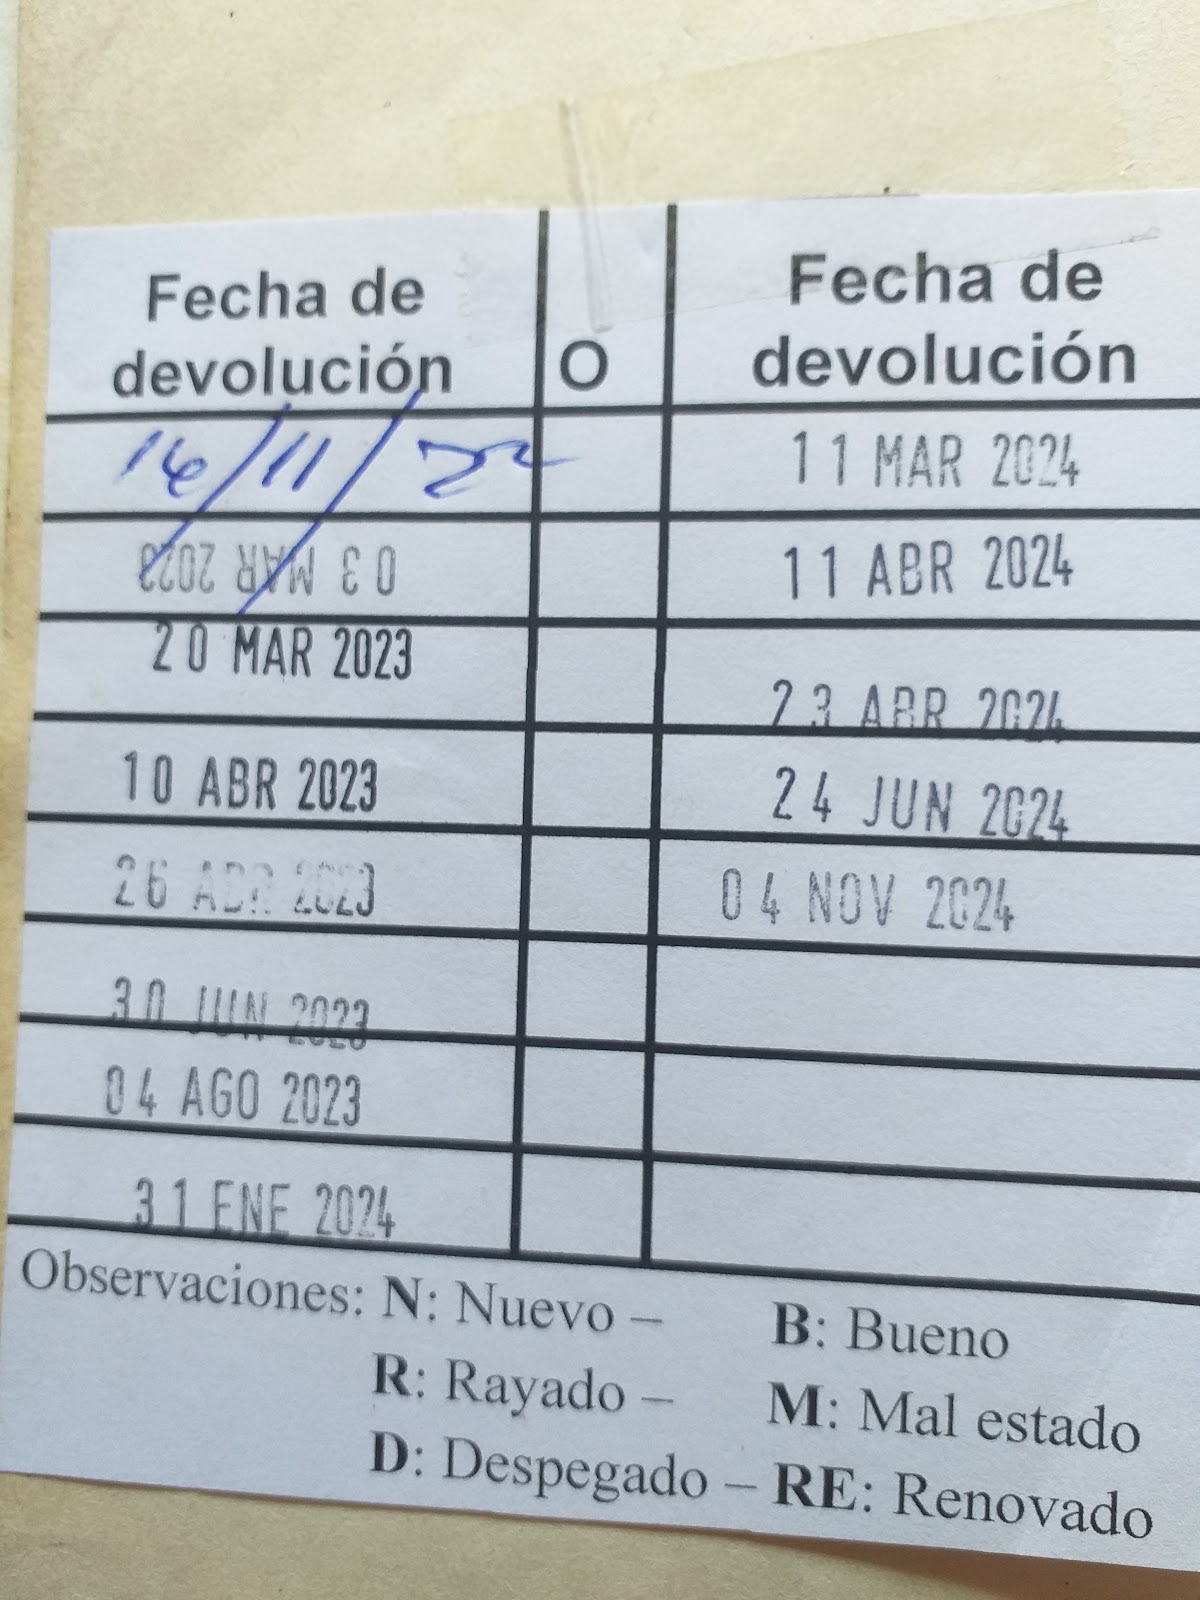 Fecha de
devolución
O
Fecha de
devolución
16/11/22
11 MAR 2024
03 MAR 2023
11 ABR 2024
20 MAR 2023
23 ABR 2024
10 ABR 2023
24 JUN 2024
26 ABR 2023
04 NOV 2024
30 JUN 2023
04 AGO 2023
31 ENE 2024
Observaciones: N: Nuevo – B: Bueno
R: Rayado – M: Mal estado
D: Despegado – RE: Renovado